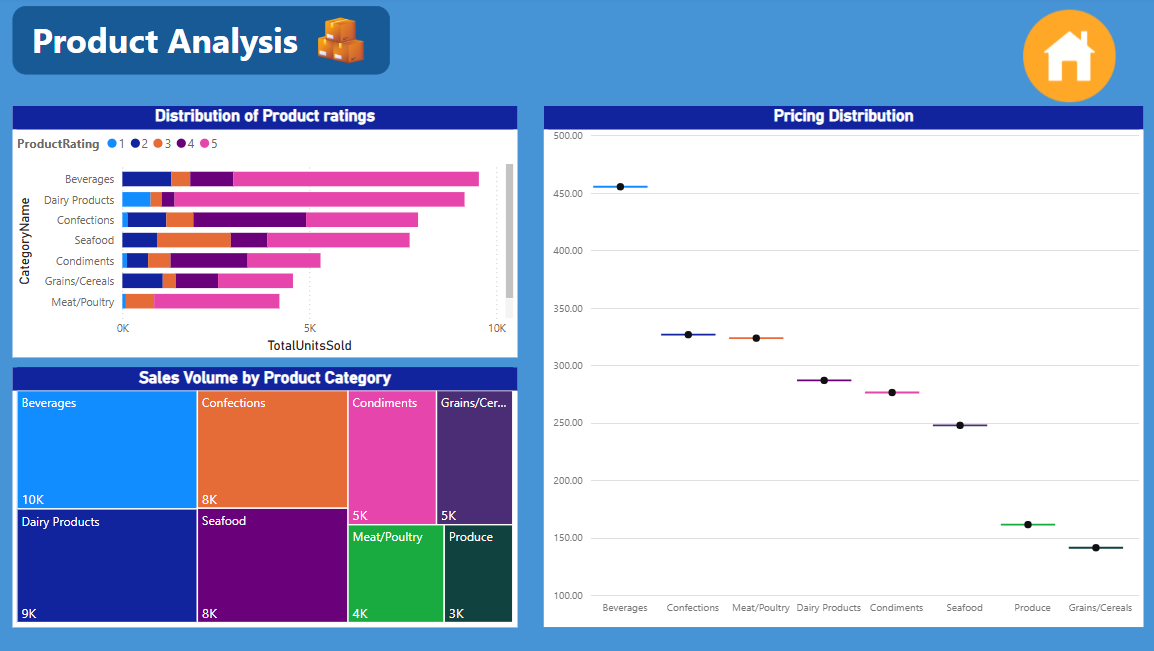 Product Analysis
Distribution of Product ratings
ProductRating 1 2 3 4 5
CategoryName
Beverages
Dairy Products
Confections
Seafood
Condiments
Grains/Cereals
Meat/Poultry
0K 5K 10K
TotalUnitsSold
Sales Volume by Product Category
Beverages
10K
Confections
8K
Condiments
5K
Grains/Cer...
5K
Dairy Products
9K
Seafood
8K
Meat/Poultry
4K
Produce
3K
Pricing Distribution
500.00
450.00
400.00
350.00
300.00
250.00
200.00
150.00
100.00
Beverages Confections Meat/Poultry Dairy Products Condiments Seafood Produce Grains/Cereals